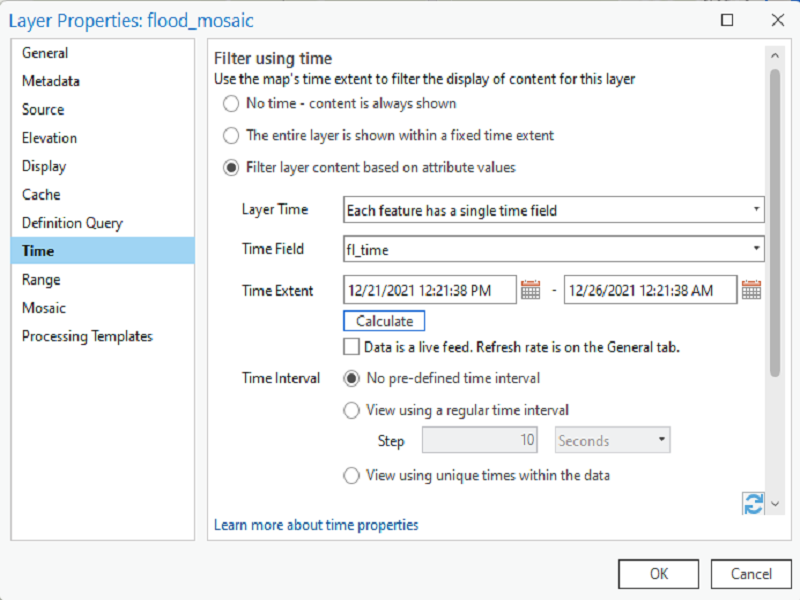 Layer Properties: flood_mosaic
General
Metadata
Source
Elevation
Display
Cache
Definition Query
Time
Range
Mosaic
Processing Templates
Filter using time
Use the map's time extent to filter the display of content for this layer
No time - content is always shown
The entire layer is shown within a fixed time extent
Filter layer content based on attribute values
Layer Time Each feature has a single time field
Time Field fl_time
Time Extent 12/21/2021 12:21:38 PM - 12/26/2021 12:21:38 AM
Calculate
Data is a live feed. Refresh rate is on the General tab.
Time Interval No pre-defined time interval
View using a regular time interval
Step 10 Seconds
View using unique times within the data
Learn more about time properties
OK Cancel